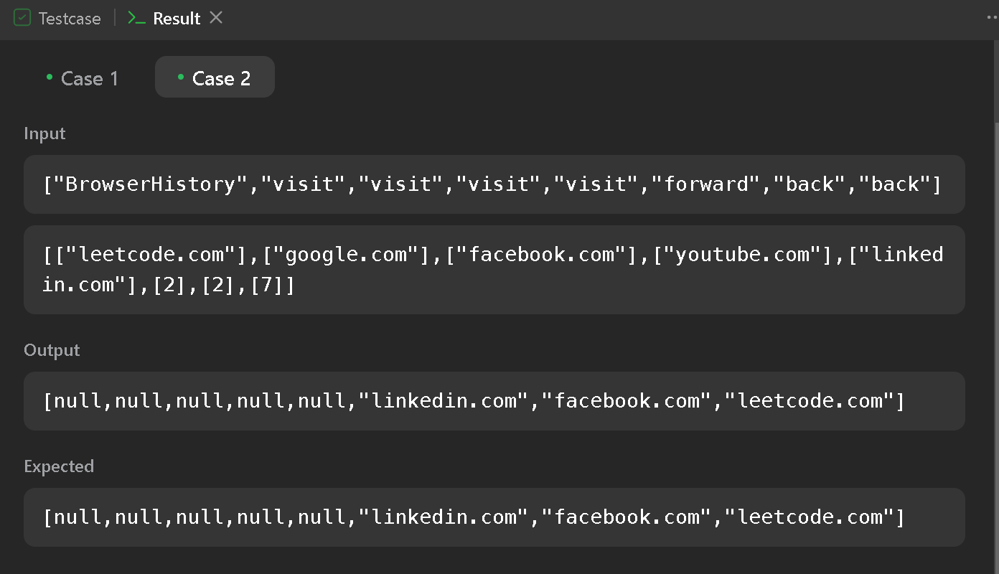 Testcase | >_ Result ×
Case 1 Case 2
Input
["BrowserHistory","visit","visit","visit","visit","forward","back","back"]
[["leetcode.com"],["google.com"],["facebook.com"],["youtube.com"],["linked
in.com"],[2],[2],[7]]
Output
[null,null,null,null,null,"linkedin.com","facebook.com","leetcode.com"]
Expected
[null,null,null,null,null,"linkedin.com","facebook.com","leetcode.com"]